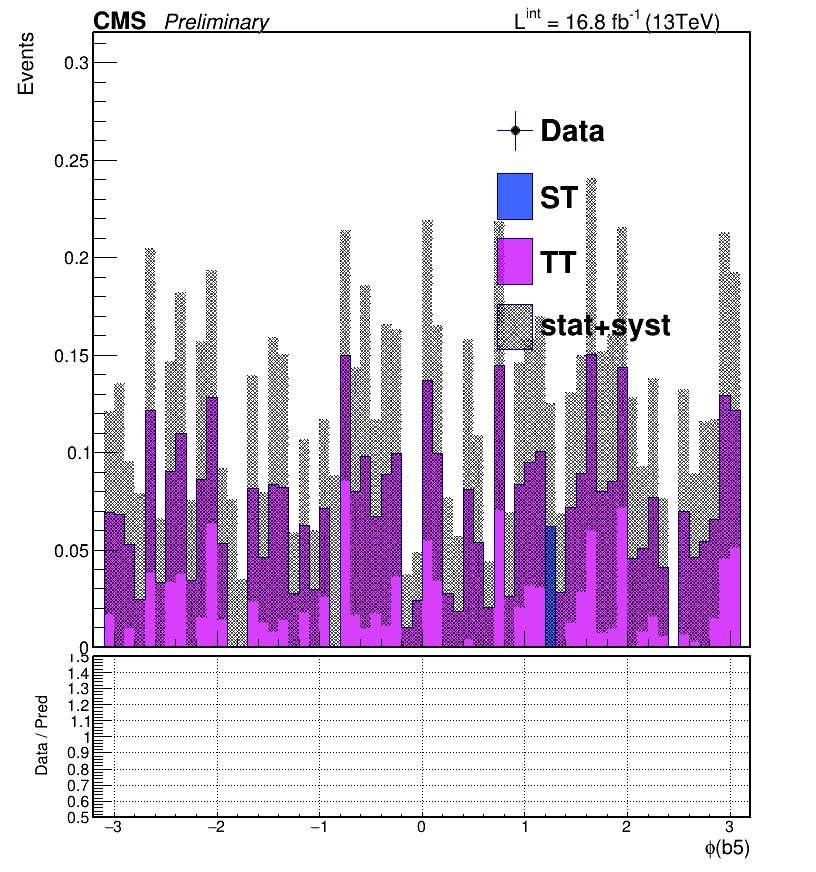 CMS Preliminary L^int = 16.8 fb^-1 (13TeV)
Events
0.3
0.25
0.2
0.15
0.1
0.05
0
Data
ST
TT
stat+syst
Data / Pred
1.5
1.4
1.3
1.2
1.1
1
0.9
0.8
0.7
0.6
0.5
−3 −2 −1 0 1 2 3
ϕ(b5)